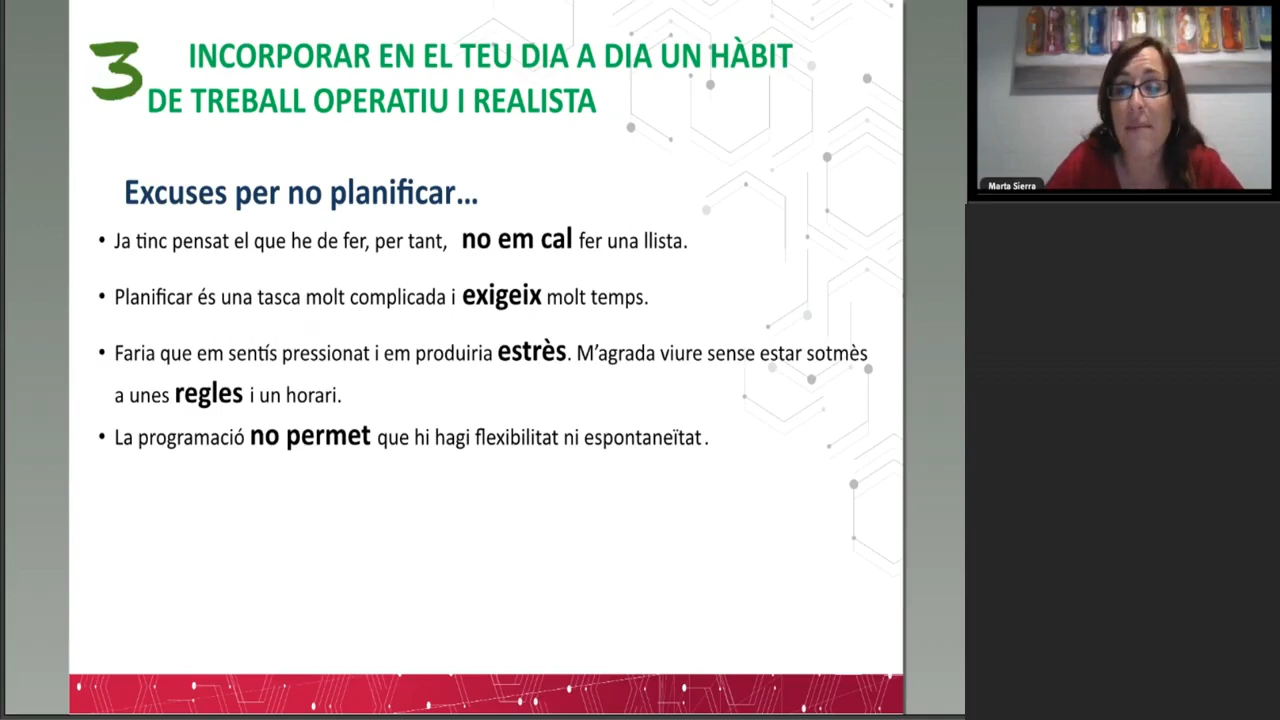 3 INCORPORAR EN EL TEU DIA A DIA UN HÀBIT
DE TREBALL OPERATIU I REALISTA
Excuses per no planificar...
• Ja tinc pensat el que he de fer, per tant, no em cal fer una llista.
• Planificar és una tasca molt complicada i exigeix molt temps.
• Faria que em sentís pressionat i em produiria estrès. M'agrada viure sense estar sotmès
a unes regles i un horari.
• La programació no permet que hi hagi flexibilitat ni espontaneïtat.
Marta Sierra